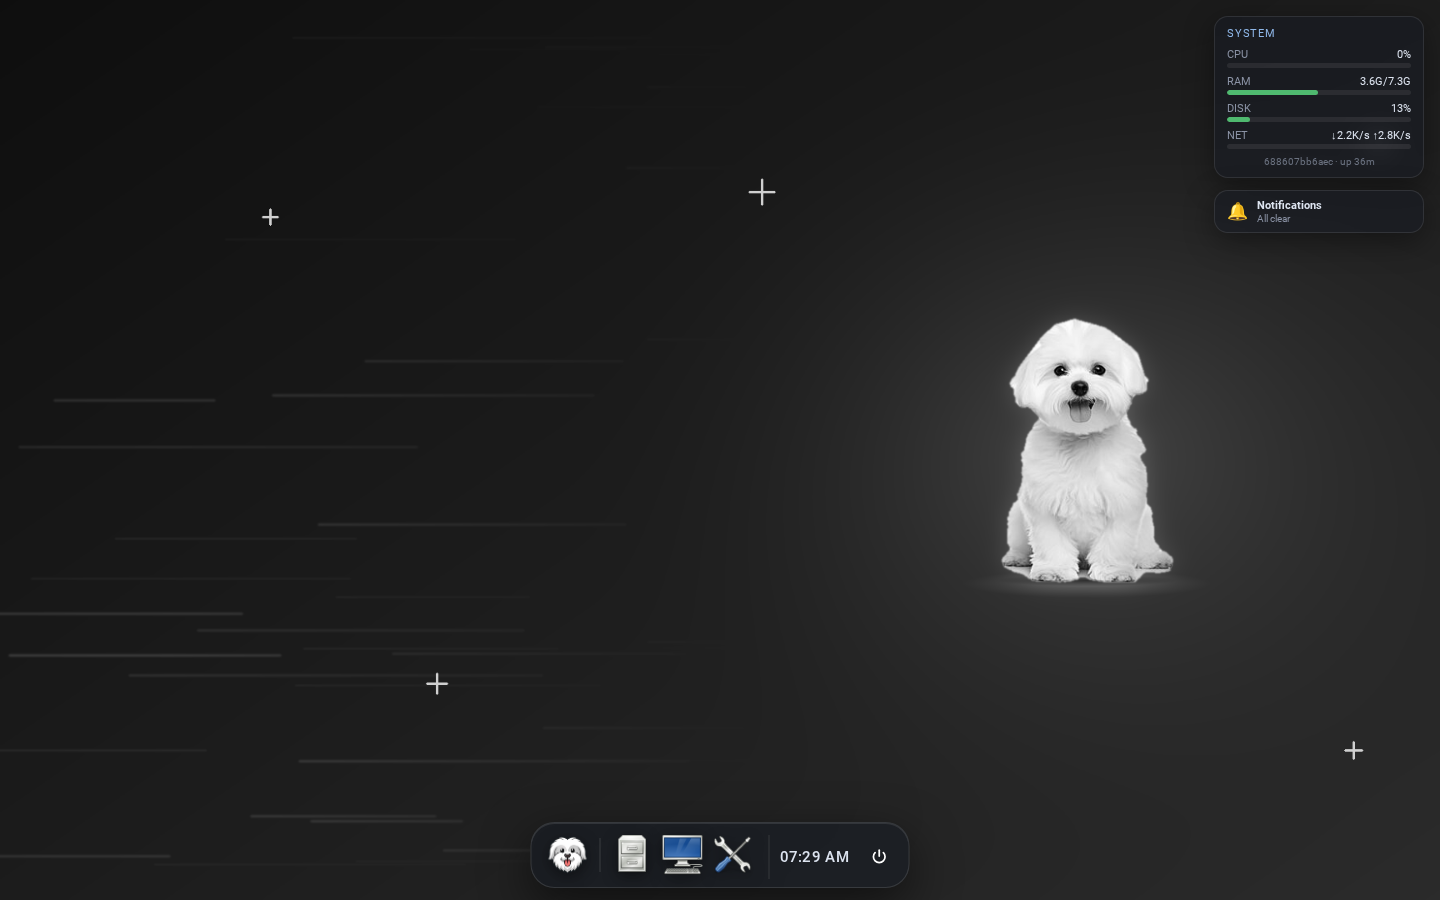 SYSTEM
CPU 0%
RAM 3.6G/7.3G
DISK 13%
NET ↓2.2K/s ↑2.8K/s
688607bb6aec · up 36m
Notifications
All clear
07:29 AM